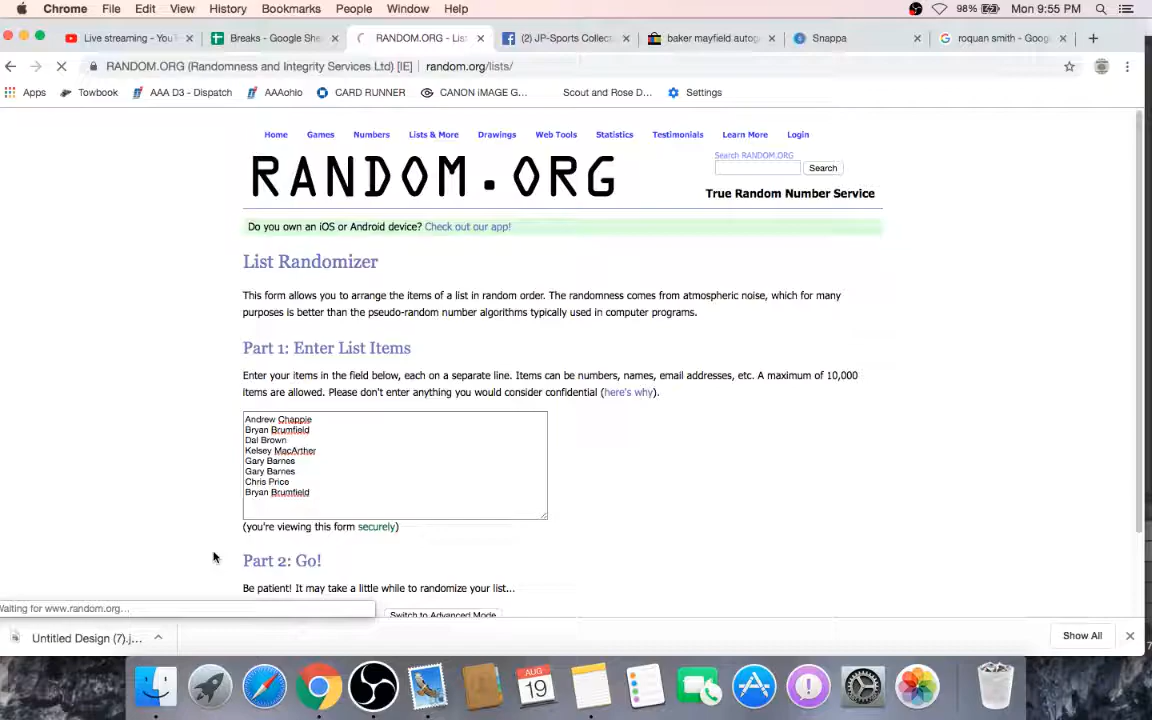 Chrome File Edit View History Bookmarks People Window Help 98% Mon 9:55 PM
Live streaming - You Breaks - Google She RANDOM.ORG - Lis (2) JP-Sports Collect baker mayfield autog Snappa roquan smith - Goog
RANDOM.ORG (Randomness and Integrity Services Ltd) [IE] random.org/lists/
Apps Towbook AAA D3 - Dispatch AAAohio CARD RUNNER CANON iMAGE G... Scout and Rose D... Settings
Home Games Numbers Lists & More Drawings Web Tools Statistics Testimonials Learn More Login
RANDOM.ORG
Search RANDOM.ORG
Search
True Random Number Service
Do you own an iOS or Android device? Check out our app!
List Randomizer
This form allows you to arrange the items of a list in random order. The randomness comes from atmospheric noise, which for many
purposes is better than the pseudo-random number algorithms typically used in computer programs.
Part 1: Enter List Items
Enter your items in the field below, each on a separate line. Items can be numbers, names, email addresses, etc. A maximum of 10,000
items are allowed. Please don't enter anything you would consider confidential (here's why).
Andrew Chappie
Bryan Brumfield
Dal Brown
Kelsey MacArther
Gary Barnes
Gary Barnes
Chris Price
Bryan Brumfield
(you're viewing this form securely)
Part 2: Go!
Be patient! It may take a little while to randomize your list...
Switch to Advanced Mode
Waiting for www.random.org...
Untitled Design (7).j... Show All
AUG
19